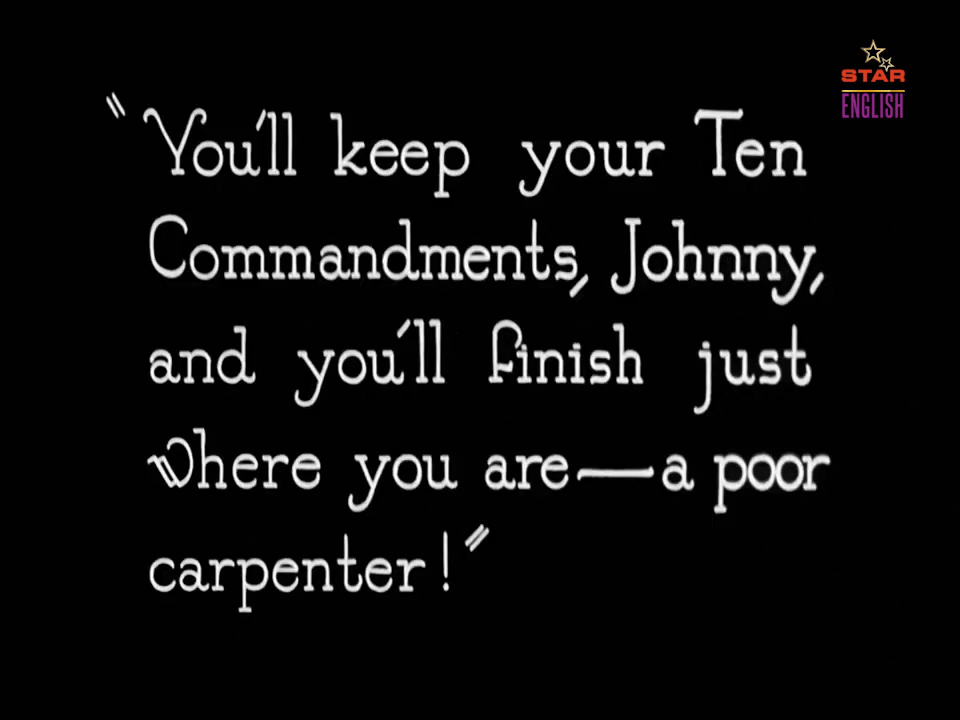 STAR
ENGLISH
"You'll keep your Ten
Commandments, Johnny,
and you'll finish just
where you are—a poor
carpenter!"